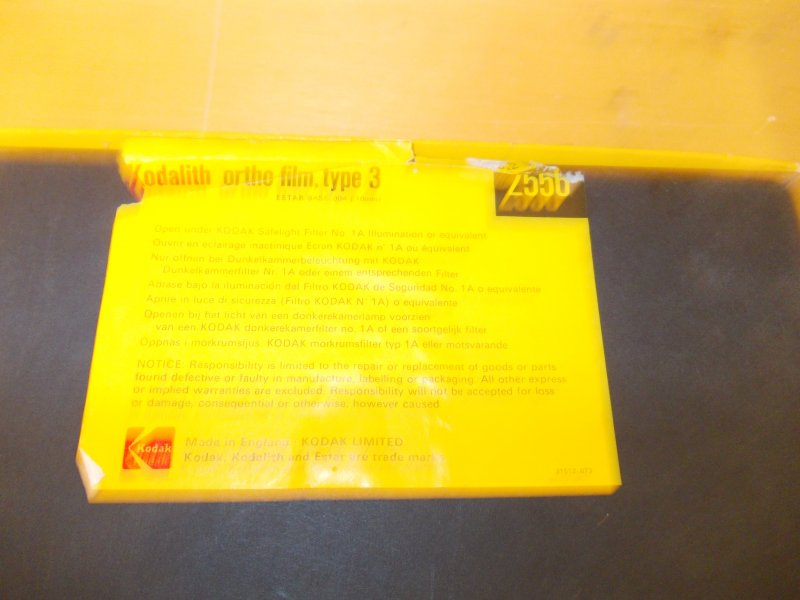 Kodalith ortho film, type 3
2556
ESTAR BASE
Open under KODAK Safelight Filter No. 1A Illumination or equivalent
Ouvrir en éclairage inactinique Ecran KODAK n° 1A ou équivalent
Nur öffnen bei Dunkelkammerbeleuchtung mit KODAK
Dunkelkammerfilter Nr. 1A oder einem entsprechenden Filter
Abrase bajo la iluminación del Filtro KODAK de Seguridad No. 1A o equivalente
Aprire in luce di sicurezza (Filtro KODAK N° 1A) o equivalente
Openen bij het licht van een donkerekamerlamp voorzien
van een KODAK donkerekamerfilter no. 1A of een soortgelijk filter
Öppnas i mörkrumsljus. KODAK mörkrumsfilter typ 1A eller motsvarande
NOTICE: Responsibility is limited to the repair or replacement of goods or parts
found defective or faulty in manufacture, labelling or packaging. All other express
or implied warranties are excluded. Responsibility will not be accepted for loss
or damage, consequential or otherwise, however caused.
Kodak
Made in England · KODAK LIMITED
Kodak, Kodalith and Estar are trade marks